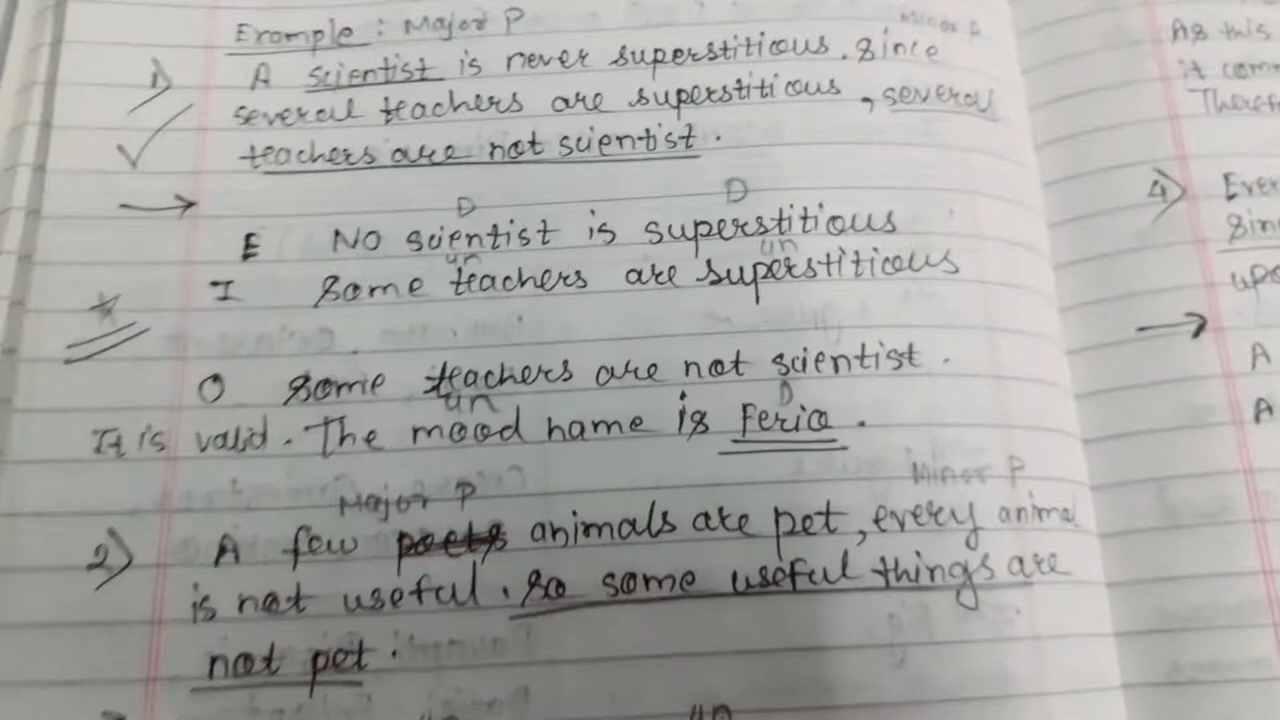 Example : Major P
Minor P
1) A scientist is never superstitious. Since
several teachers are superstitious , several
teachers are not scientist.
D D
E No scientist is superstitious
un un
I Some teachers are superstiticous
O Some teachers are not scientist.
un D
It is valid. The mood name is Ferio.
Major P Minor P
2) A few animals are pet, every animal
is not useful. So some useful things are
not pet.
un
As this
it com
There
4) Ever
Sin
upo
A
A